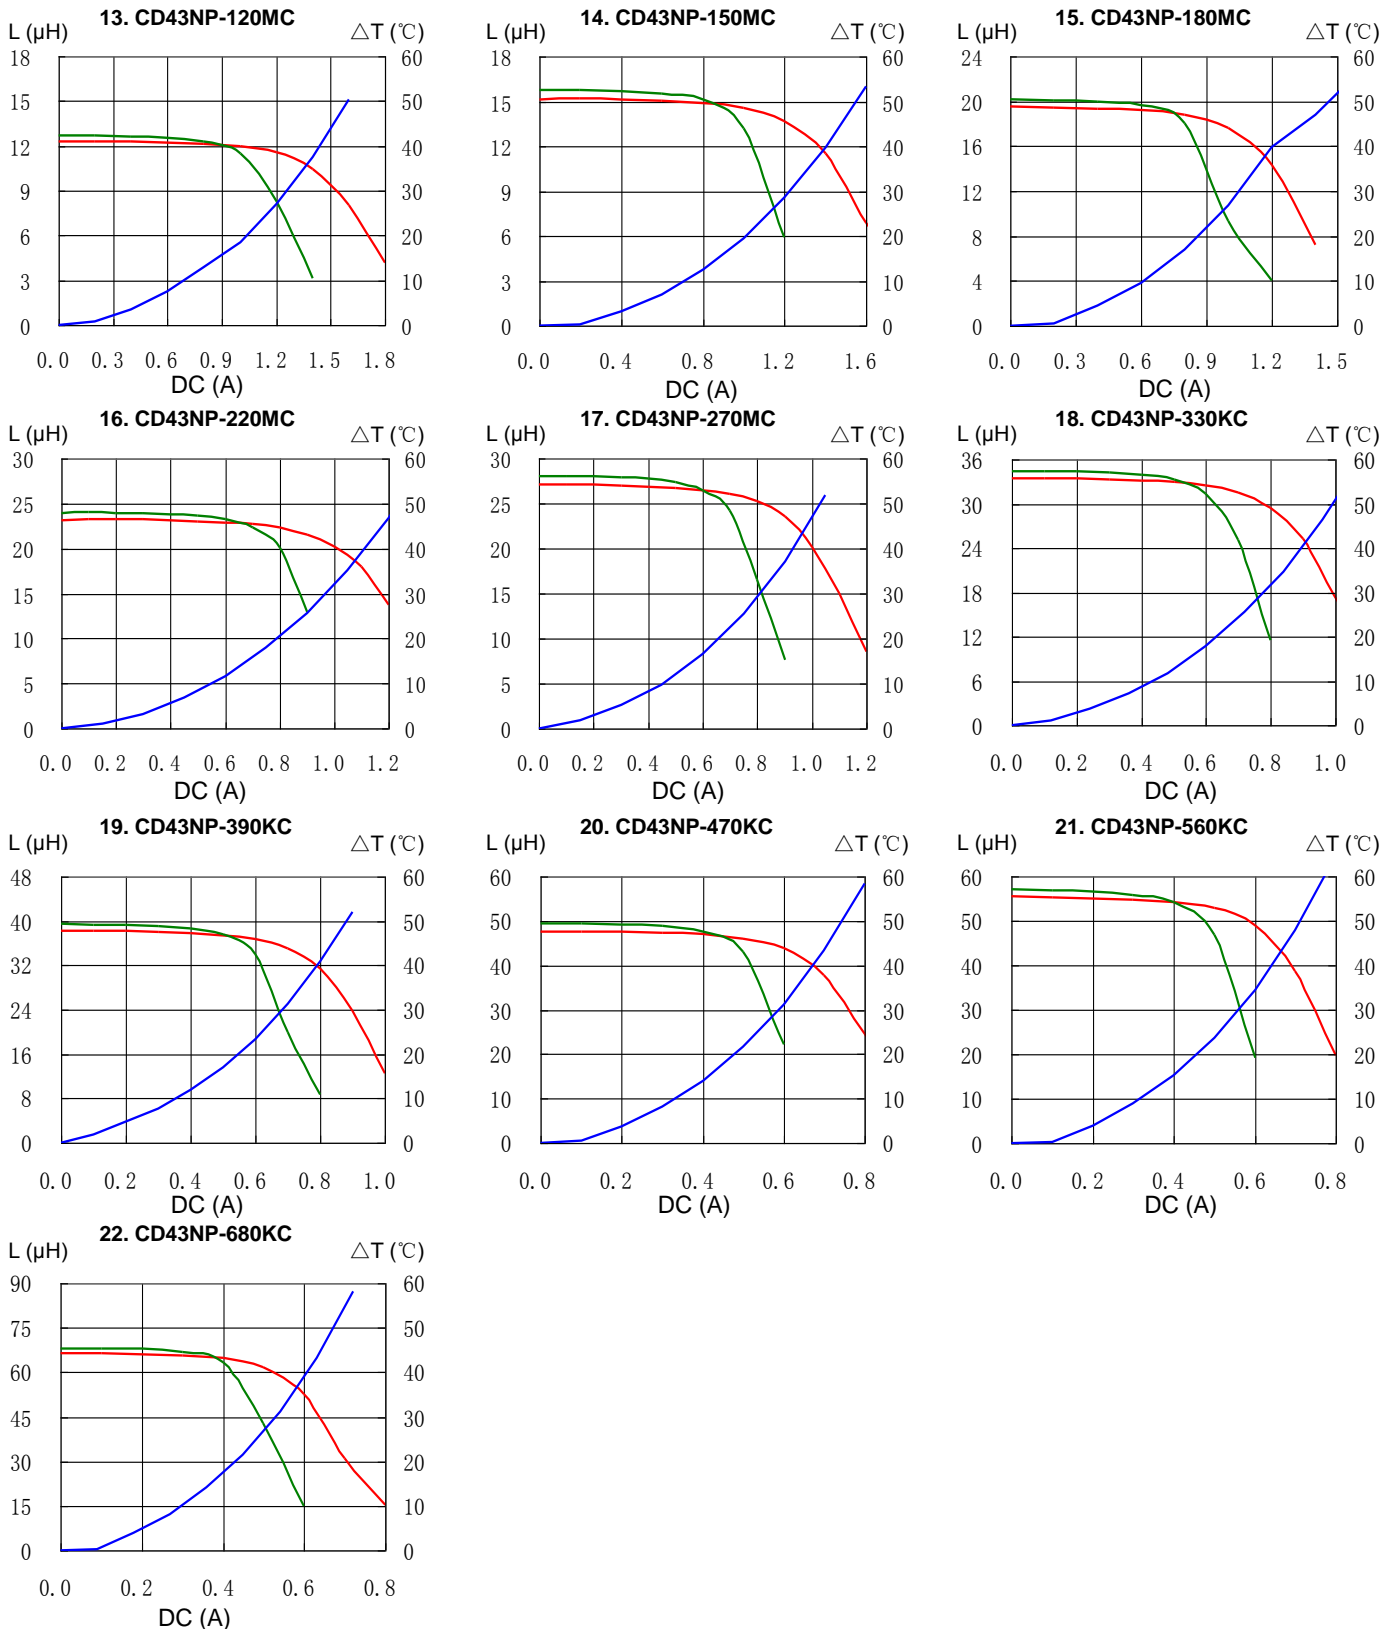 13. CD43NP-120MC
L (μH) △T (℃)
18 60
15 50
12 40
9 30
6 20
3 10
0 0
0.0 0.3 0.6 0.9 1.2 1.5 1.8
DC (A)
14. CD43NP-150MC
L (μH) △T (℃)
18 60
15 50
12 40
9 30
6 20
3 10
0 0
0.0 0.4 0.8 1.2 1.6
DC (A)
15. CD43NP-180MC
L (μH) △T (℃)
24 60
20 50
16 40
12 30
8 20
4 10
0 0
0.0 0.3 0.6 0.9 1.2 1.5
DC (A)
16. CD43NP-220MC
L (μH) △T (℃)
30 60
25 50
20 40
15 30
10 20
5 10
0 0
0.0 0.2 0.4 0.6 0.8 1.0 1.2
DC (A)
17. CD43NP-270MC
L (μH) △T (℃)
30 60
25 50
20 40
15 30
10 20
5 10
0 0
0.0 0.2 0.4 0.6 0.8 1.0 1.2
DC (A)
18. CD43NP-330KC
L (μH) △T (℃)
36 60
30 50
24 40
18 30
12 20
6 10
0 0
0.0 0.2 0.4 0.6 0.8 1.0
DC (A)
19. CD43NP-390KC
L (μH) △T (℃)
48 60
40 50
32 40
24 30
16 20
8 10
0 0
0.0 0.2 0.4 0.6 0.8 1.0
DC (A)
20. CD43NP-470KC
L (μH) △T (℃)
60 60
50 50
40 40
30 30
20 20
10 10
0 0
0.0 0.2 0.4 0.6 0.8
DC (A)
21. CD43NP-560KC
L (μH) △T (℃)
60 60
50 50
40 40
30 30
20 20
10 10
0 0
0.0 0.2 0.4 0.6 0.8
DC (A)
22. CD43NP-680KC
L (μH) △T (℃)
90 60
75 50
60 40
45 30
30 20
15 10
0 0
0.0 0.2 0.4 0.6 0.8
DC (A)